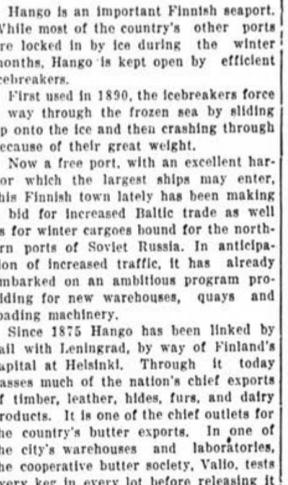 Hango is an important Finnish seaport.
While most of the country's other ports
are locked in by ice during the winter
months, Hango is kept open by efficient
icebreakers.
First used in 1890, the icebreakers force
way through the frozen sea by sliding
up onto the ice and then crashing through
because of their great weight.
Now a free port, with an excellent har-
bor which the largest ships may enter,
this Finnish town lately has been making
bid for increased Baltic trade as well
as for winter cargoes bound for the north-
ern ports of Soviet Russia. In anticipa-
tion of increased traffic, it has already
embarked on an ambitious program pro-
viding for new warehouses, quays and
loading machinery.
Since 1875 Hango has been linked by
rail with Leningrad, by way of Finland's
capital at Helsinki. Through it today
passes much of the nation's chief exports
of timber, leather, hides, furs, and dairy
products. It is one of the chief outlets for
the country's butter exports. In one of
the city's warehouses and laboratories,
the cooperative butter society, Valio, tests
every keg in every lot before releasing it